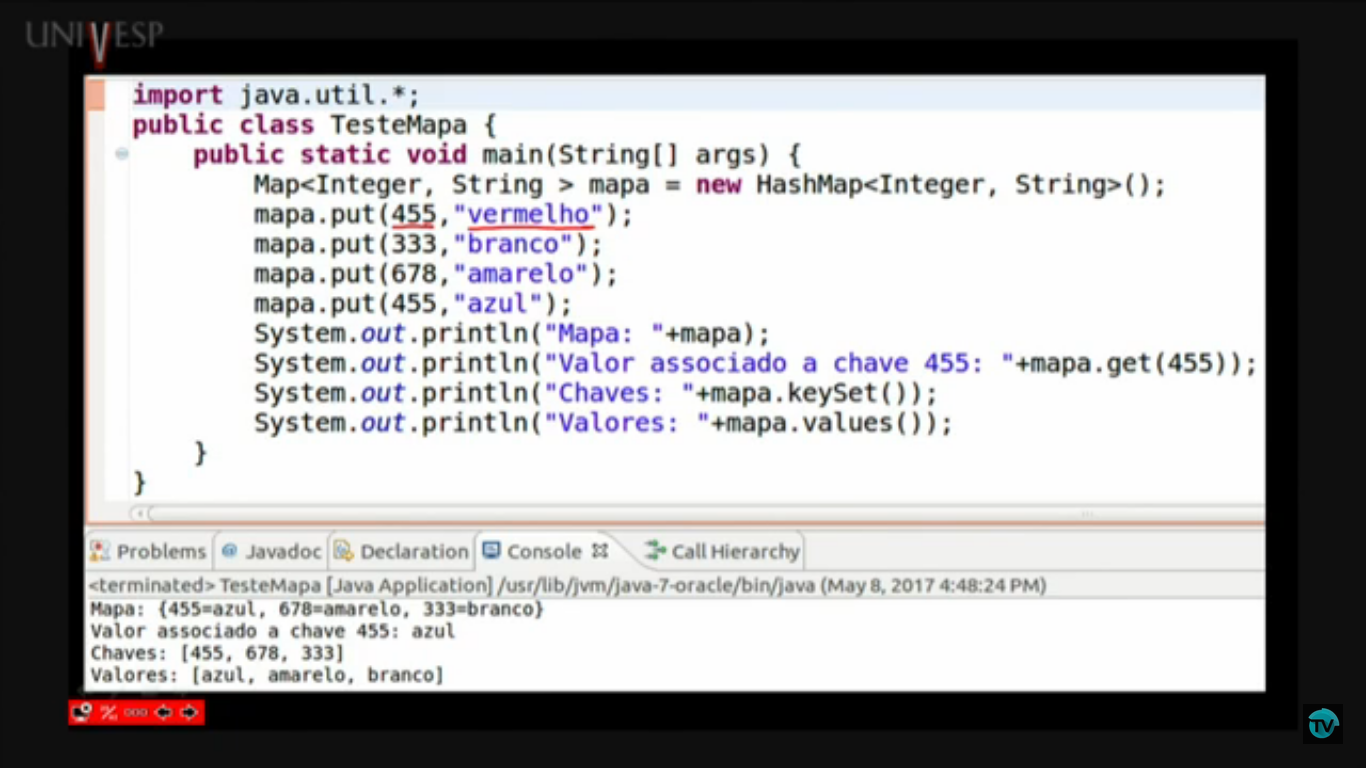 UNIVESP
import java.util.*;
public class TesteMapa {
    public static void main(String[] args) {
        Map<Integer, String > mapa = new HashMap<Integer, String>();
        mapa.put(455,"vermelho");
        mapa.put(333,"branco");
        mapa.put(678,"amarelo");
        mapa.put(455,"azul");
        System.out.println("Mapa: "+mapa);
        System.out.println("Valor associado a chave 455: "+mapa.get(455));
        System.out.println("Chaves: "+mapa.keySet());
        System.out.println("Valores: "+mapa.values());
    }
}
Problems @ Javadoc Declaration Console Call Hierarchy
<terminated> TesteMapa [Java Application] /usr/lib/jvm/java-7-oracle/bin/java (May 8, 2017 4:48:24 PM)
Mapa: {455=azul, 678=amarelo, 333=branco}
Valor associado a chave 455: azul
Chaves: [455, 678, 333]
Valores: [azul, amarelo, branco]
TV